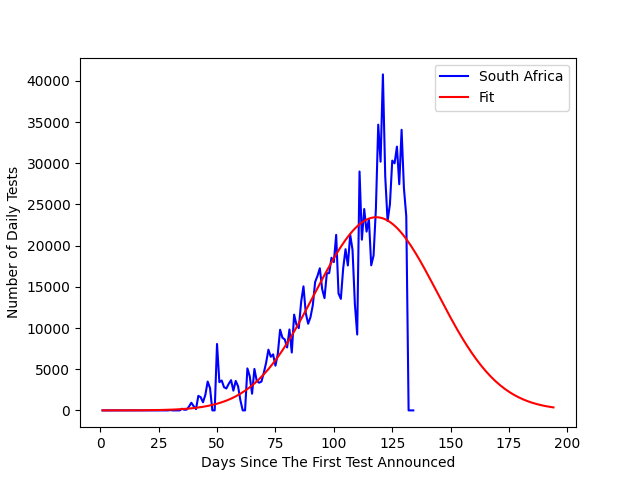 40000
35000
30000
25000
20000
15000
10000
5000
0
Number of Daily Tests
South Africa
Fit
0 25 50 75 100 125 150 175 200
Days Since The First Test Announced